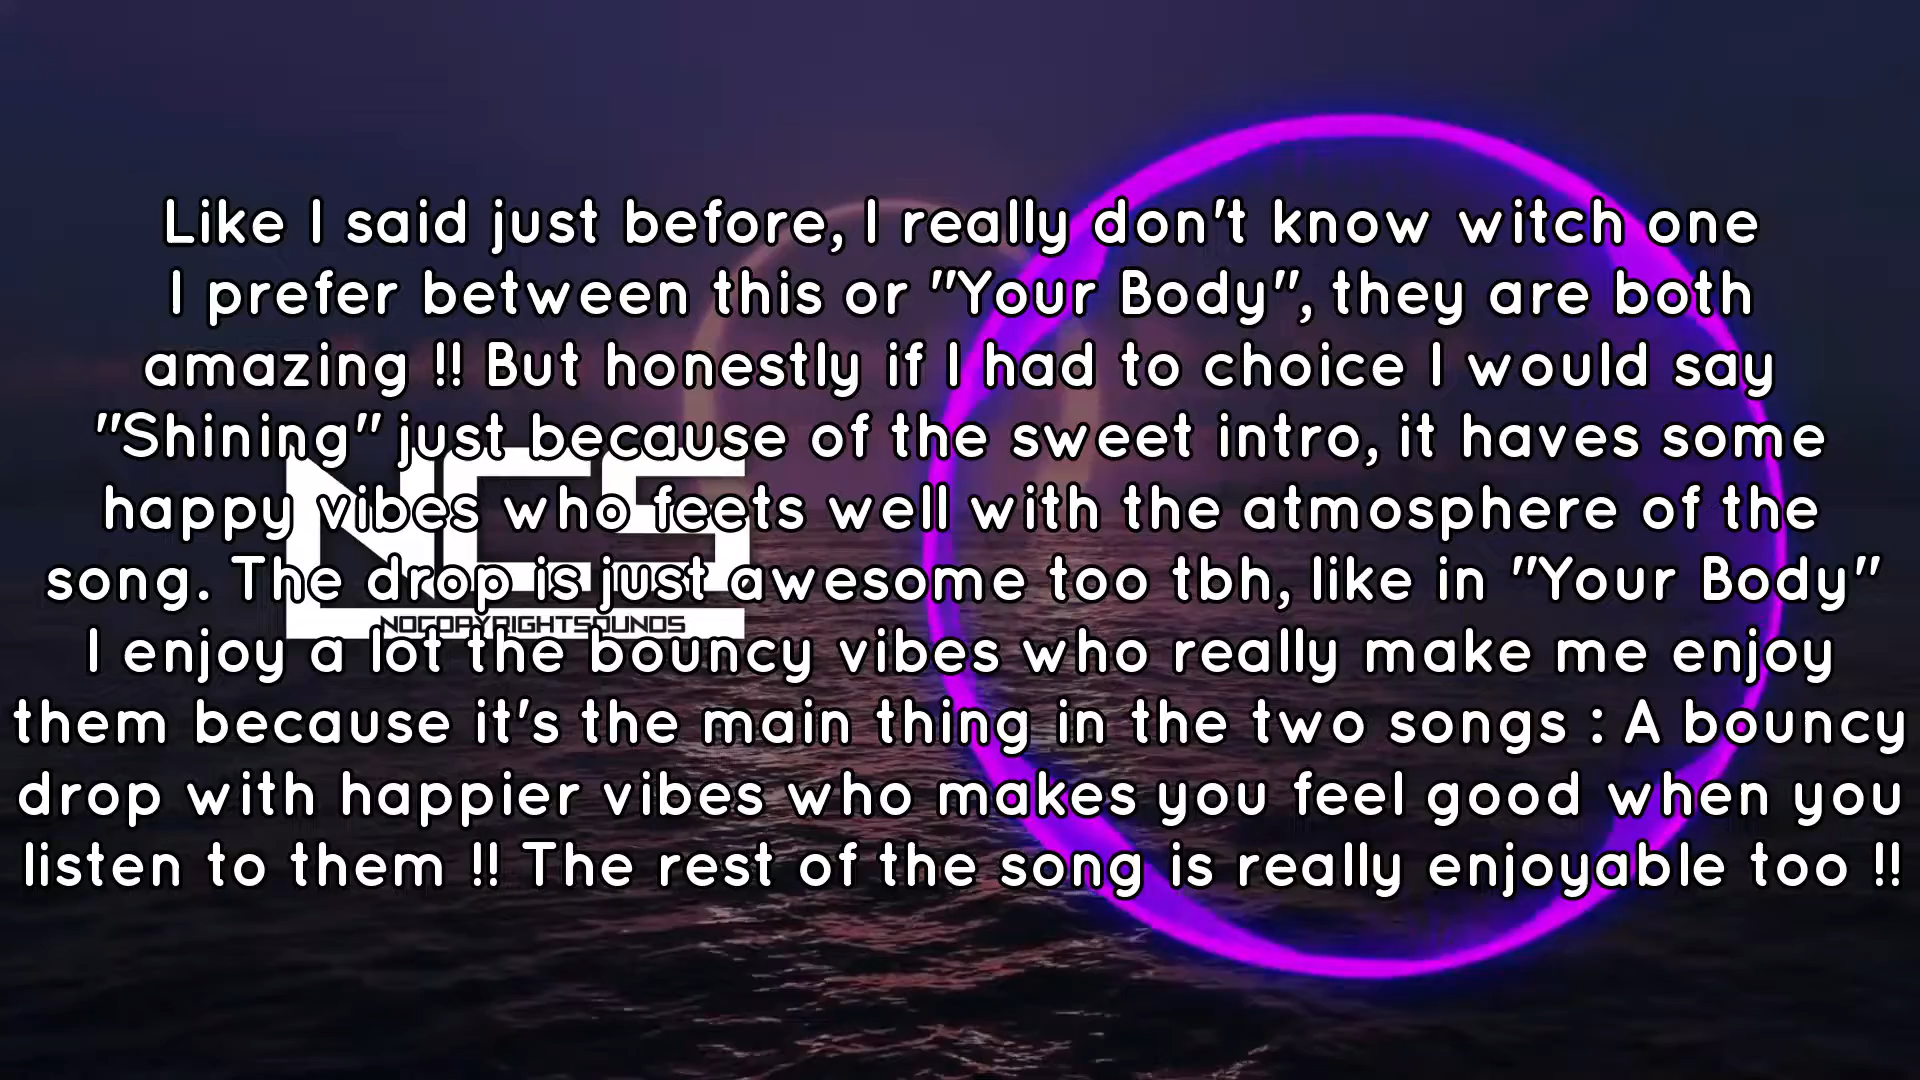 Like I said just before, I really don't know witch one
I prefer between this or "Your Body", they are both
amazing !! But honestly if I had to choice I would say
"Shining" just because of the sweet intro, it haves some
happy vibes who feets well with the atmosphere of the
song. The drop is just awesome too tbh, like in "Your Body"
I enjoy a lot the bouncy vibes who really make me enjoy
them because it's the main thing in the two songs : A bouncy
drop with happier vibes who makes you feel good when you
listen to them !! The rest of the song is really enjoyable too !!
NCS
NOCOPYRIGHTSOUNDS